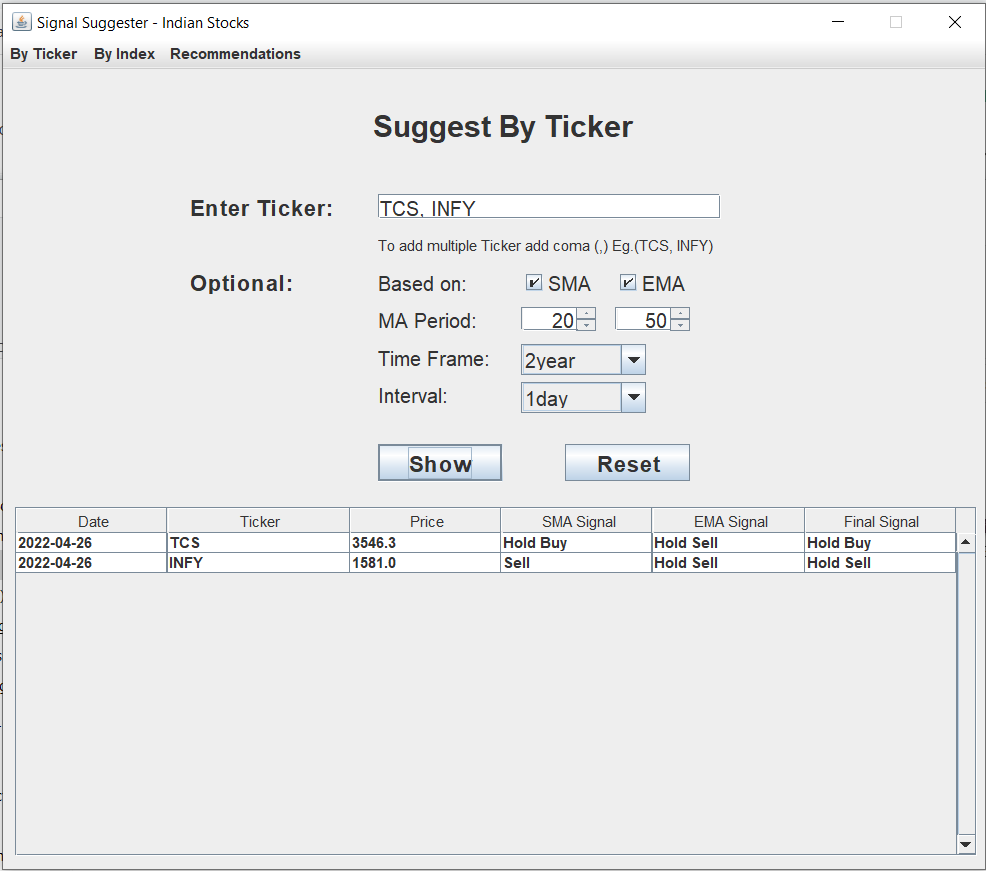 Signal Suggester - Indian Stocks
By Ticker By Index Recommendations
Suggest By Ticker
Enter Ticker: TCS, INFY
To add multiple Ticker add coma (,) Eg.(TCS, INFY)
Optional: Based on: SMA EMA
MA Period: 20 50
Time Frame: 2year
Interval: 1day
Show Reset
Date Ticker Price SMA Signal EMA Signal Final Signal
2022-04-26 TCS 3546.3 Hold Buy Hold Sell Hold Buy
2022-04-26 INFY 1581.0 Sell Hold Sell Hold Sell